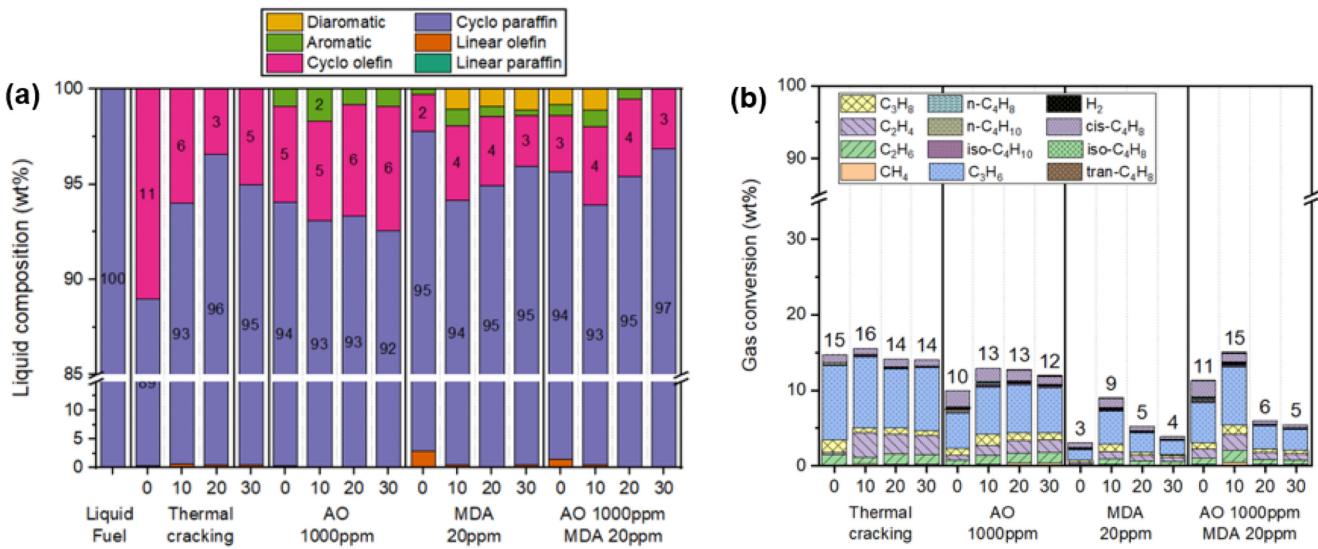 Diaromatic Cyclo paraffin
Aromatic Linear olefin
Cyclo olefin Linear paraffin
(a)
Liquid composition (wt%)
100
95
90
85
10
5
0
100
11 89
6 93
3 96
5 95
5 94
5 93 2
6 93
6 92
2 95
4 94
4 95
3 95
3 94
4 93
4 95
3 97
0 10 20 30 0 10 20 30 0 10 20 30 0 10 20 30
Liquid Thermal AO MDA AO 1000ppm
Fuel cracking 1000ppm 20ppm MDA 20ppm
(b)
Gas conversion (wt%)
100
90
30
20
10
0
C₃H₈ n-C₄H₈ H₂
C₂H₄ n-C₄H₁₀ cis-C₄H₈
C₂H₆ iso-C₄H₁₀ iso-C₄H₈
CH₄ C₃H₆ tran-C₄H₈
15 16 14 14 10 13 13 12 3 9 5 4 11 15 6 5
0 10 20 30 0 10 20 30 0 10 20 30 0 10 20 30
Thermal AO MDA AO 1000ppm
cracking 1000ppm 20ppm MDA 20ppm